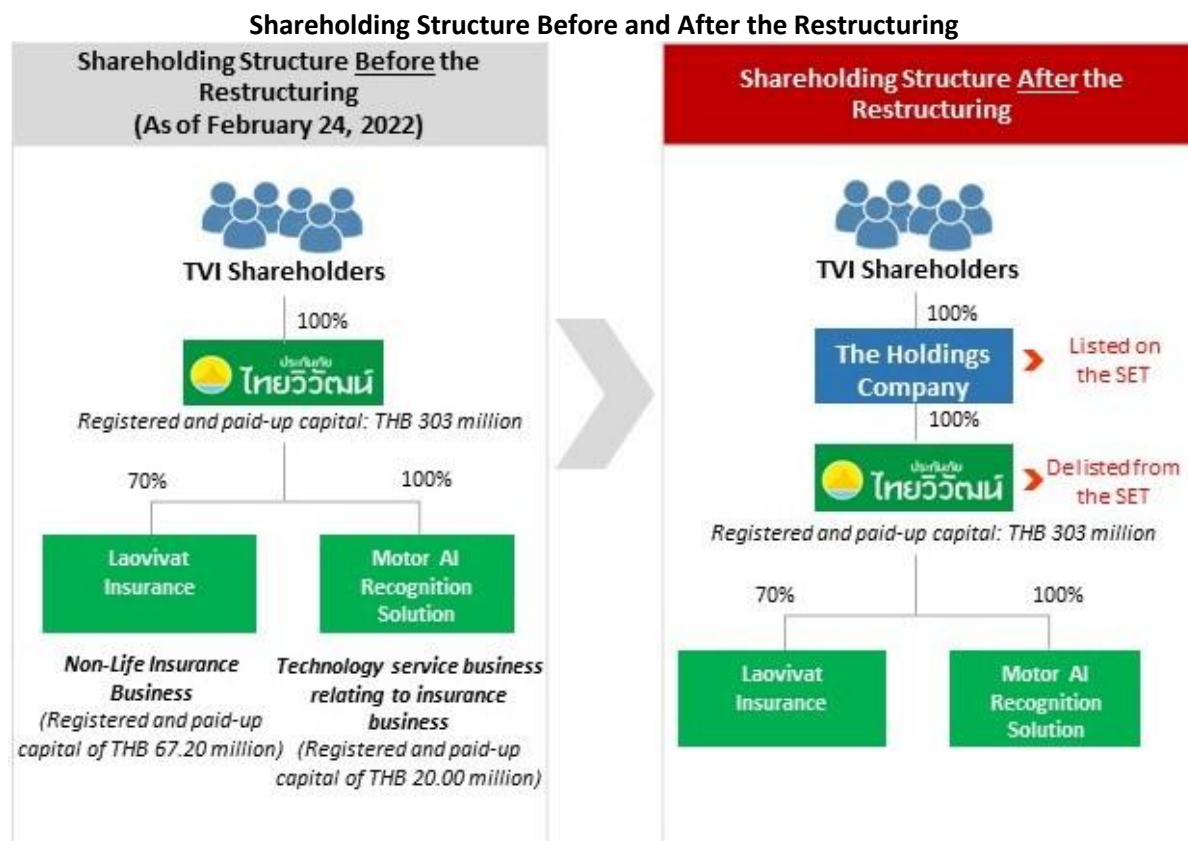 Shareholding Structure Before and After the Restructuring
Shareholding Structure Before the
Restructuring
(As of February 24, 2022)
TVI Shareholders
100%
ประกันภัย
ไทยวิวัฒน์
Registered and paid-up capital: THB 303 million
70%
100%
Laovivat
Insurance
Motor AI
Recognition
Solution
Non-Life Insurance
Business
(Registered and paid-up
capital of THB 67.20 million)
Technology service business
relating to insurance
business
(Registered and paid-up
capital of THB 20.00 million)
Shareholding Structure After the
Restructuring
TVI Shareholders
100%
The Holdings
Company
Listed on
the SET
100%
ประกันภัย
ไทยวิวัฒน์
Delisted from
the SET
Registered and paid-up capital: THB 303 million
70%
100%
Laovivat
Insurance
Motor AI
Recognition
Solution